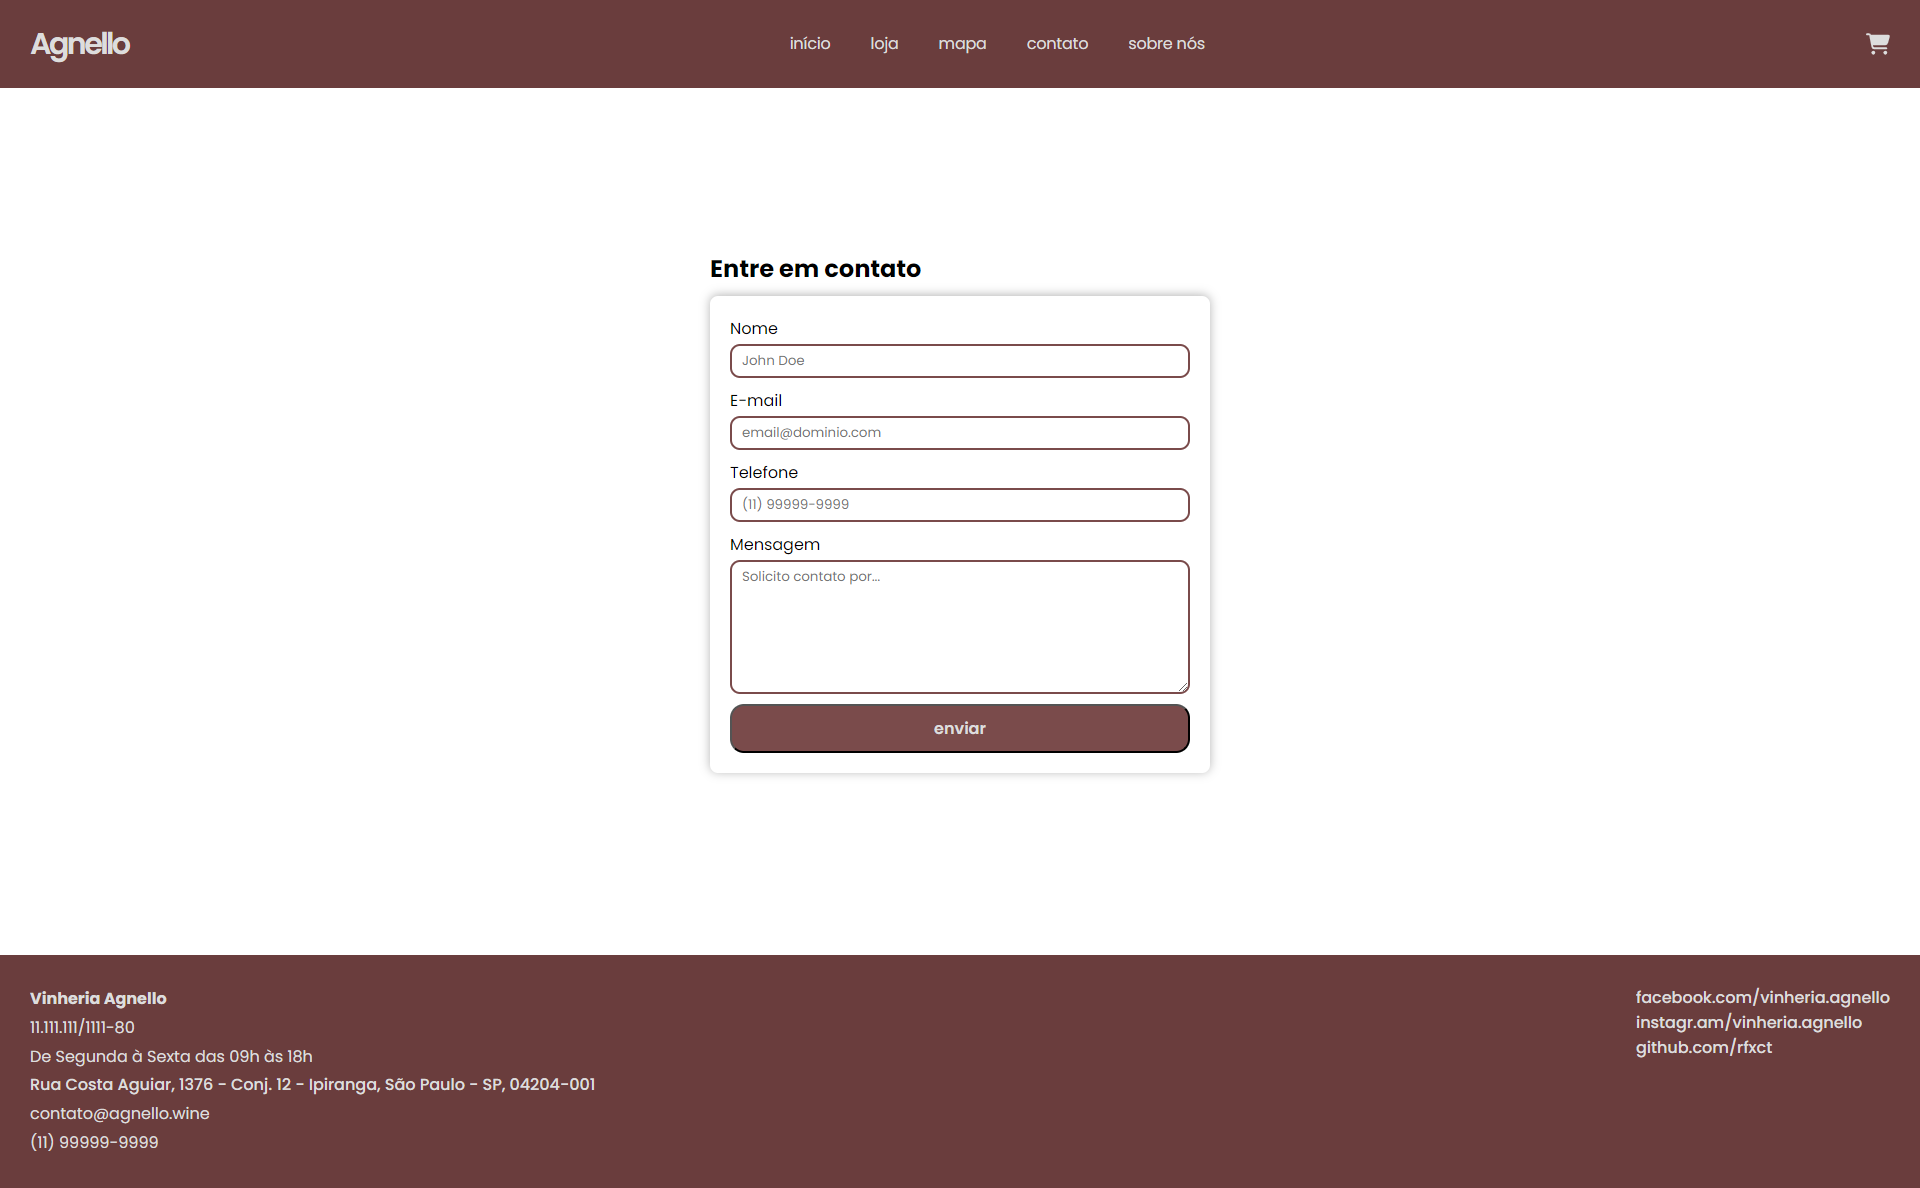 Agnello
início
loja
mapa
contato
sobre nós
Entre em contato
Nome
John Doe
E-mail
email@dominio.com
Telefone
(11) 99999-9999
Mensagem
Solicito contato por...
enviar
Vinheria Agnello
11.111.111/1111-80
De Segunda à Sexta das 09h às 18h
Rua Costa Aguiar, 1376 - Conj. 12 - Ipiranga, São Paulo - SP, 04204-001
contato@agnello.wine
(11) 99999-9999
facebook.com/vinheria.agnello
instagr.am/vinheria.agnello
github.com/rfxct